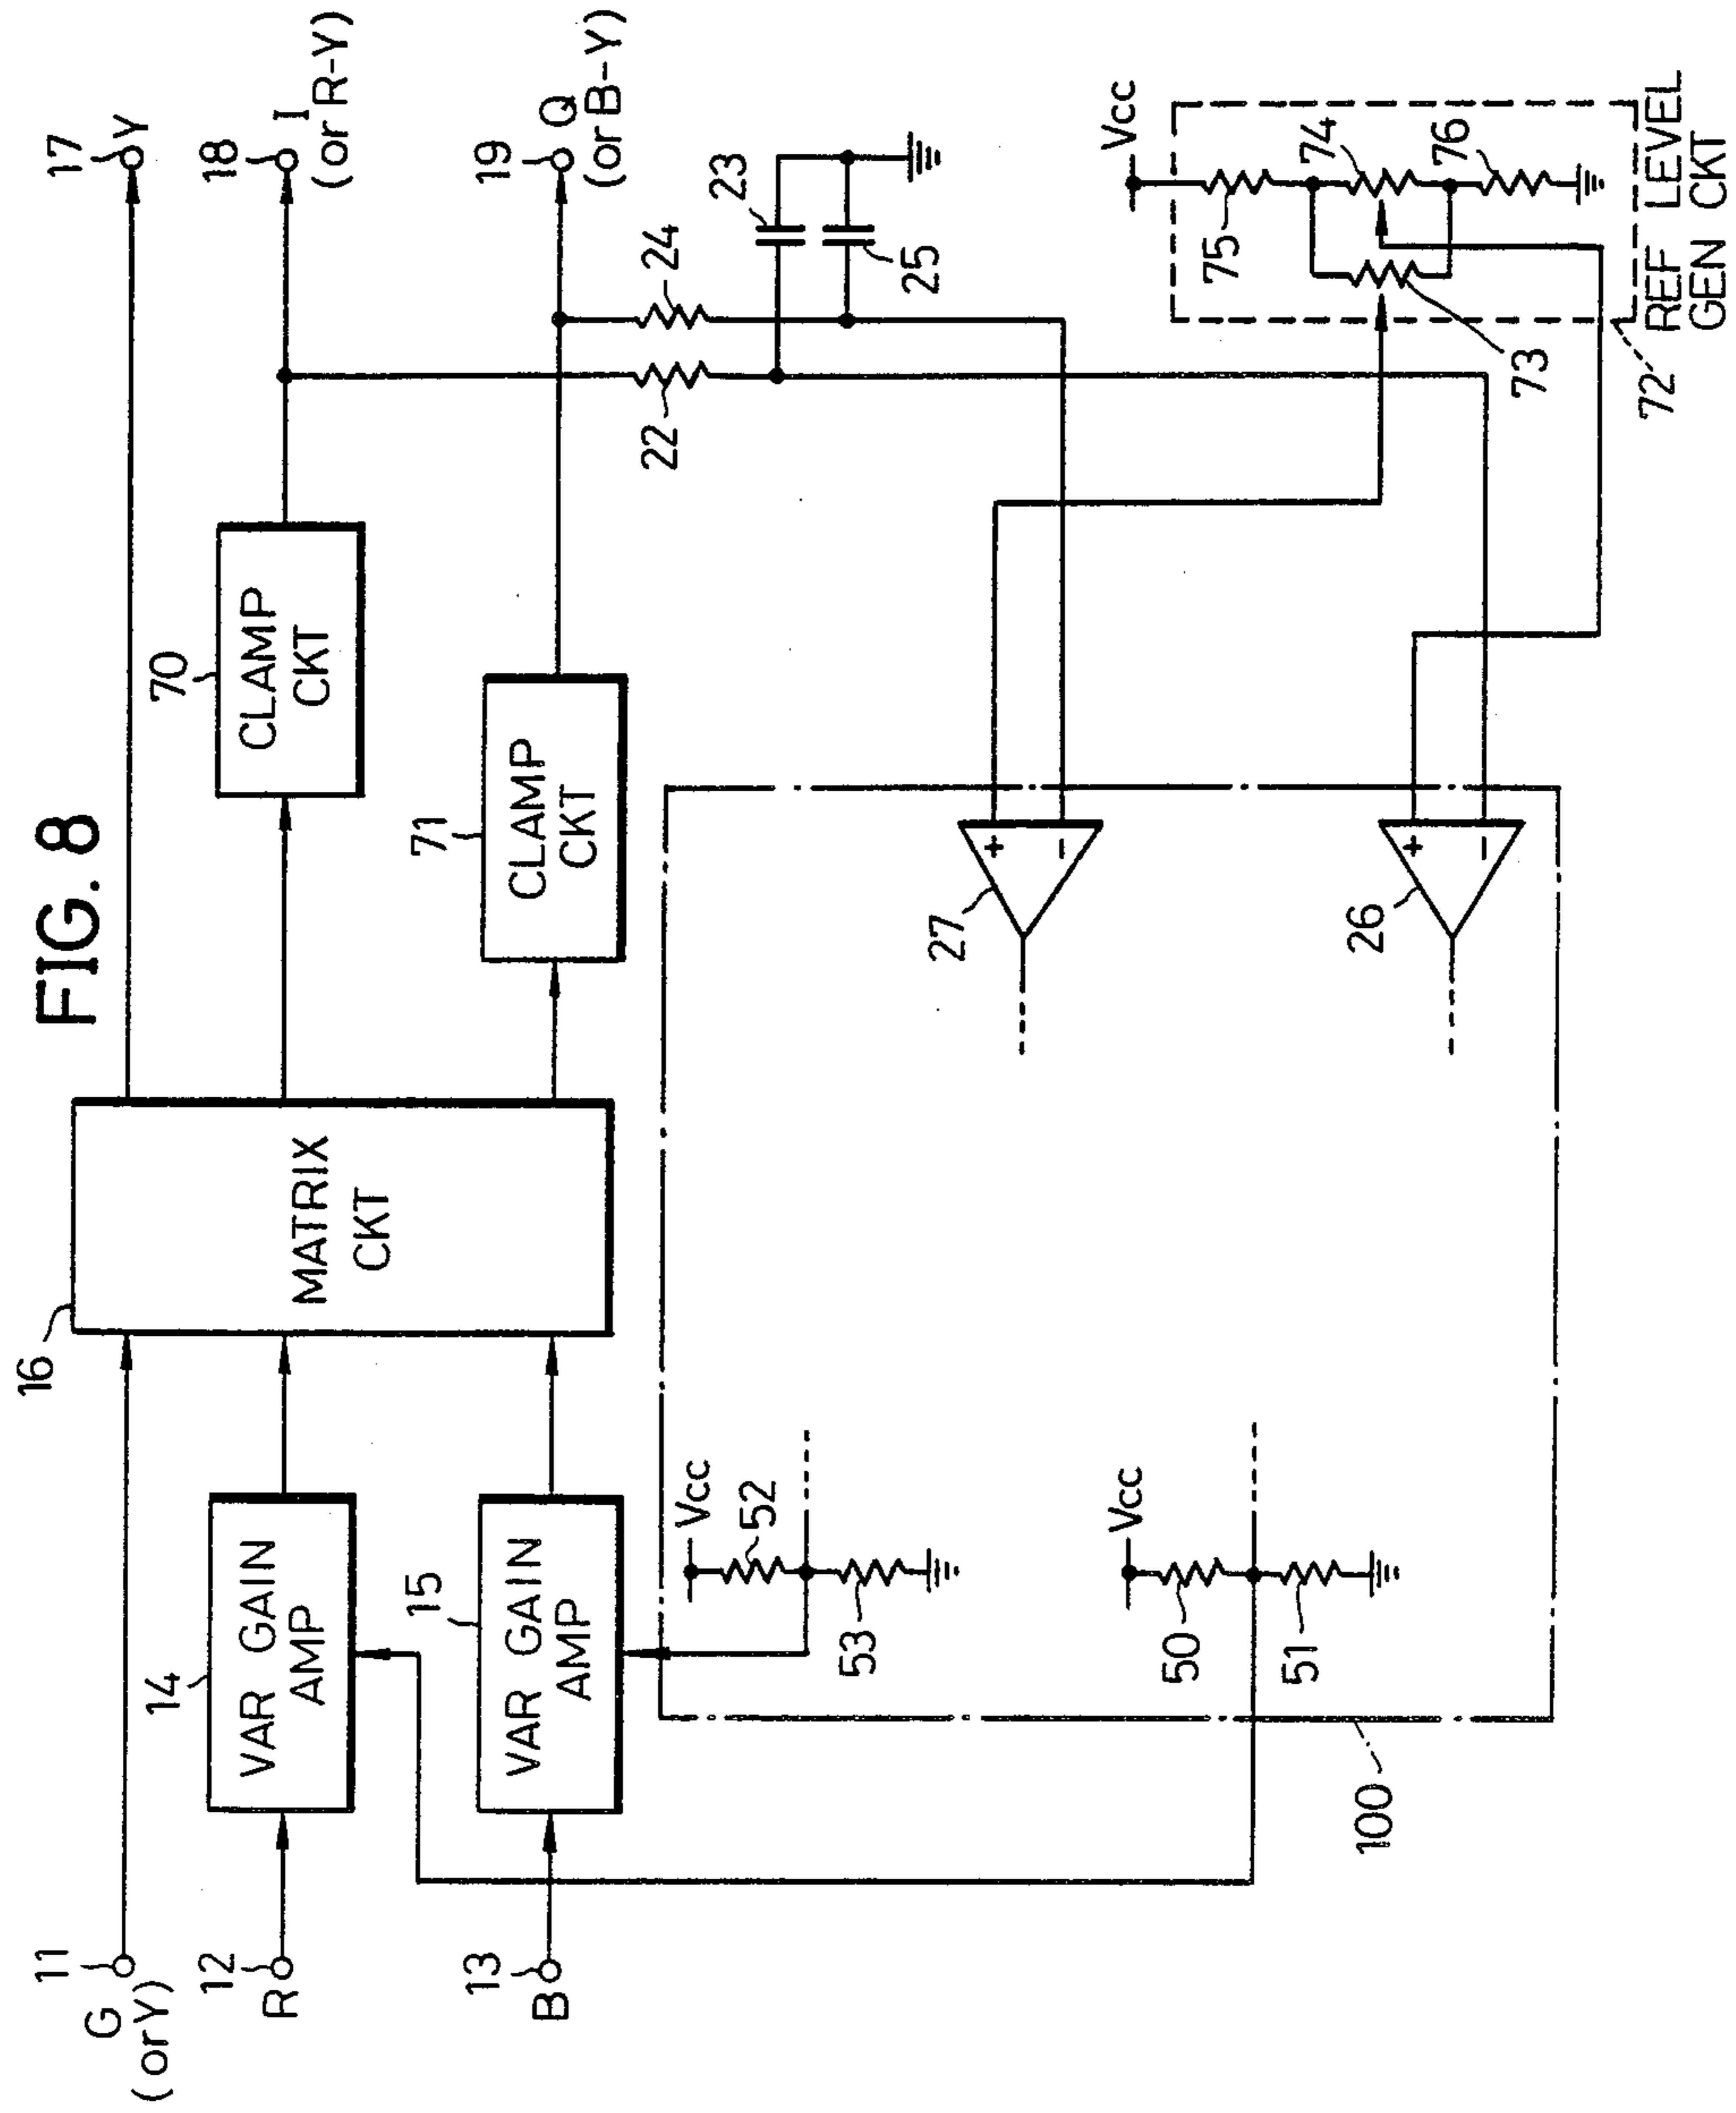 FIG. 8
11
G
(or Y)
12
R
13
B
14
VAR GAIN
AMP
15
VAR GAIN
AMP
16
MATRIX
CKT
70
CLAMP
CKT
71
CLAMP
CKT
17
Y
18
I
(or R-Y)
19
Q
(or B-Y)
22
24
23
25
Vcc
52
53
Vcc
50
51
100
27
+
-
26
+
-
Vcc
75
74
76
73
72
REF LEVEL
GEN CKT